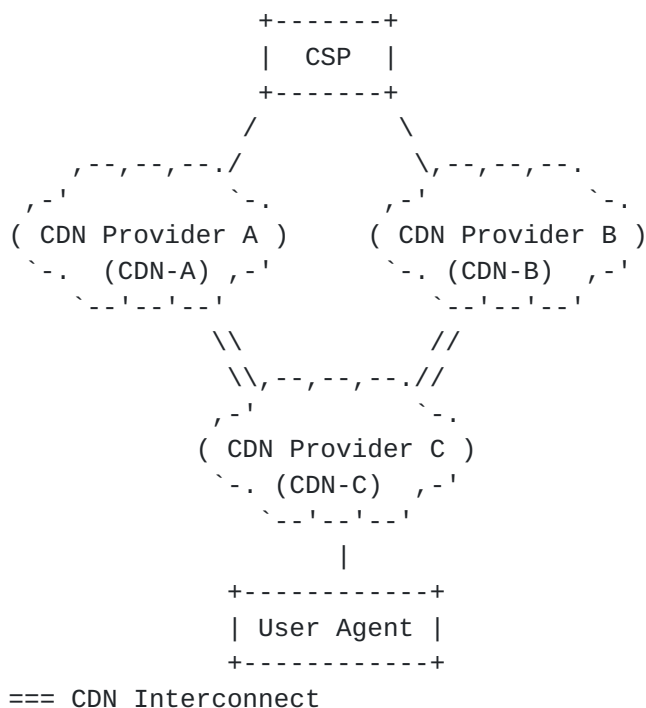 +-------+
|  CSP  |
+-------+
/         \
,--,--,--./           \,--,--,--.
,-'          `-.       ,-'          `-.
( CDN Provider A )     ( CDN Provider B )
`-.  (CDN-A) ,-'       `-. (CDN-B)  ,-'
`--'--'--'             `--'--'--'
\\            //
\\,--,--,--.//
,-'          `-.
( CDN Provider C )
`-. (CDN-C)  ,-'
`--'--'--'
|
+------------+
| User Agent |
+------------+
=== CDN Interconnect